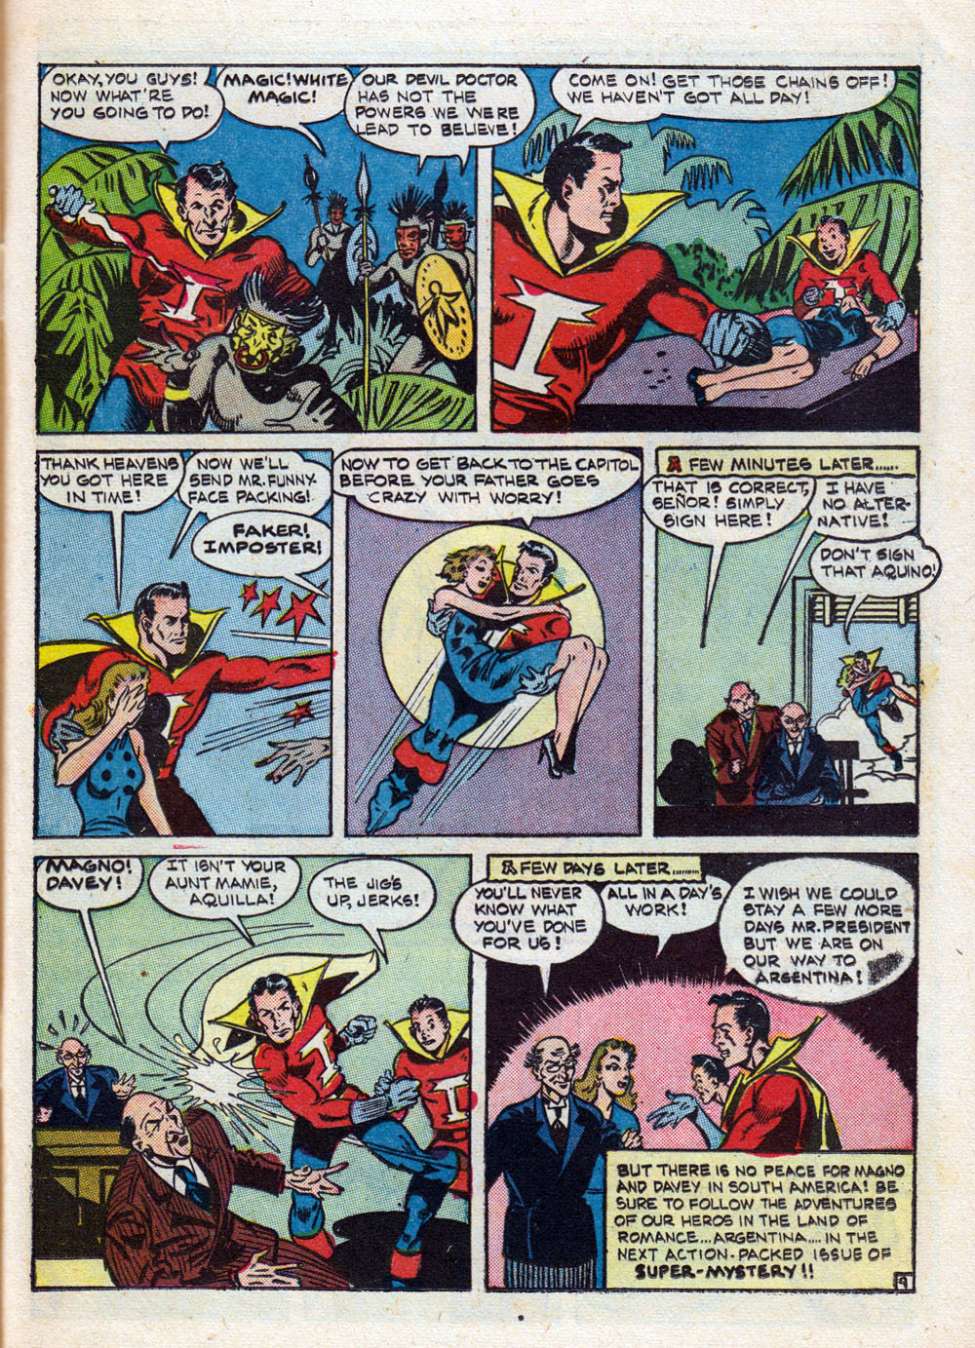 OKAY, YOU GUYS!
NOW WHAT'RE
YOU GOING TO DO!
MAGIC! WHITE
MAGIC!
OUR DEVIL DOCTOR
HAS NOT THE
POWERS WE WERE
LEAD TO BELIEVE!
I
COME ON! GET THOSE CHAINS OFF!
WE HAVEN'T GOT ALL DAY!
I
I
THANK HEAVENS
YOU GOT HERE
IN TIME!
NOW WE'LL
SEND MR. FUNNY
FACE PACKING!
FAKER!
IMPOSTER!
I
NOW TO GET BACK TO THE CAPITOL
BEFORE YOUR FATHER GOES
CRAZY WITH WORRY!
A FEW MINUTES LATER......
THAT IS CORRECT,
SEÑOR! SIMPLY
SIGN HERE!
I HAVE
NO ALTER-
NATIVE!
DON'T SIGN
THAT AQUINO!
MAGNO!
DAVEY!
IT ISN'T YOUR
AUNT MAMIE,
AQUILLA!
THE JIG'S
UP, JERKS!
I
I
A FEW DAYS LATER........
YOU'LL NEVER
KNOW WHAT
YOU'VE DONE
FOR US!
ALL IN A DAY'S
WORK!
I WISH WE COULD
STAY A FEW MORE
DAYS MR. PRESIDENT
BUT WE ARE ON
OUR WAY TO
ARGENTINA!
BUT THERE IS NO PEACE FOR MAGNO
AND DAVEY IN SOUTH AMERICA! BE
SURE TO FOLLOW THE ADVENTURES
OF OUR HEROS IN THE LAND OF
ROMANCE...ARGENTINA.... IN THE
NEXT ACTION-PACKED ISSUE OF
SUPER-MYSTERY!!
9